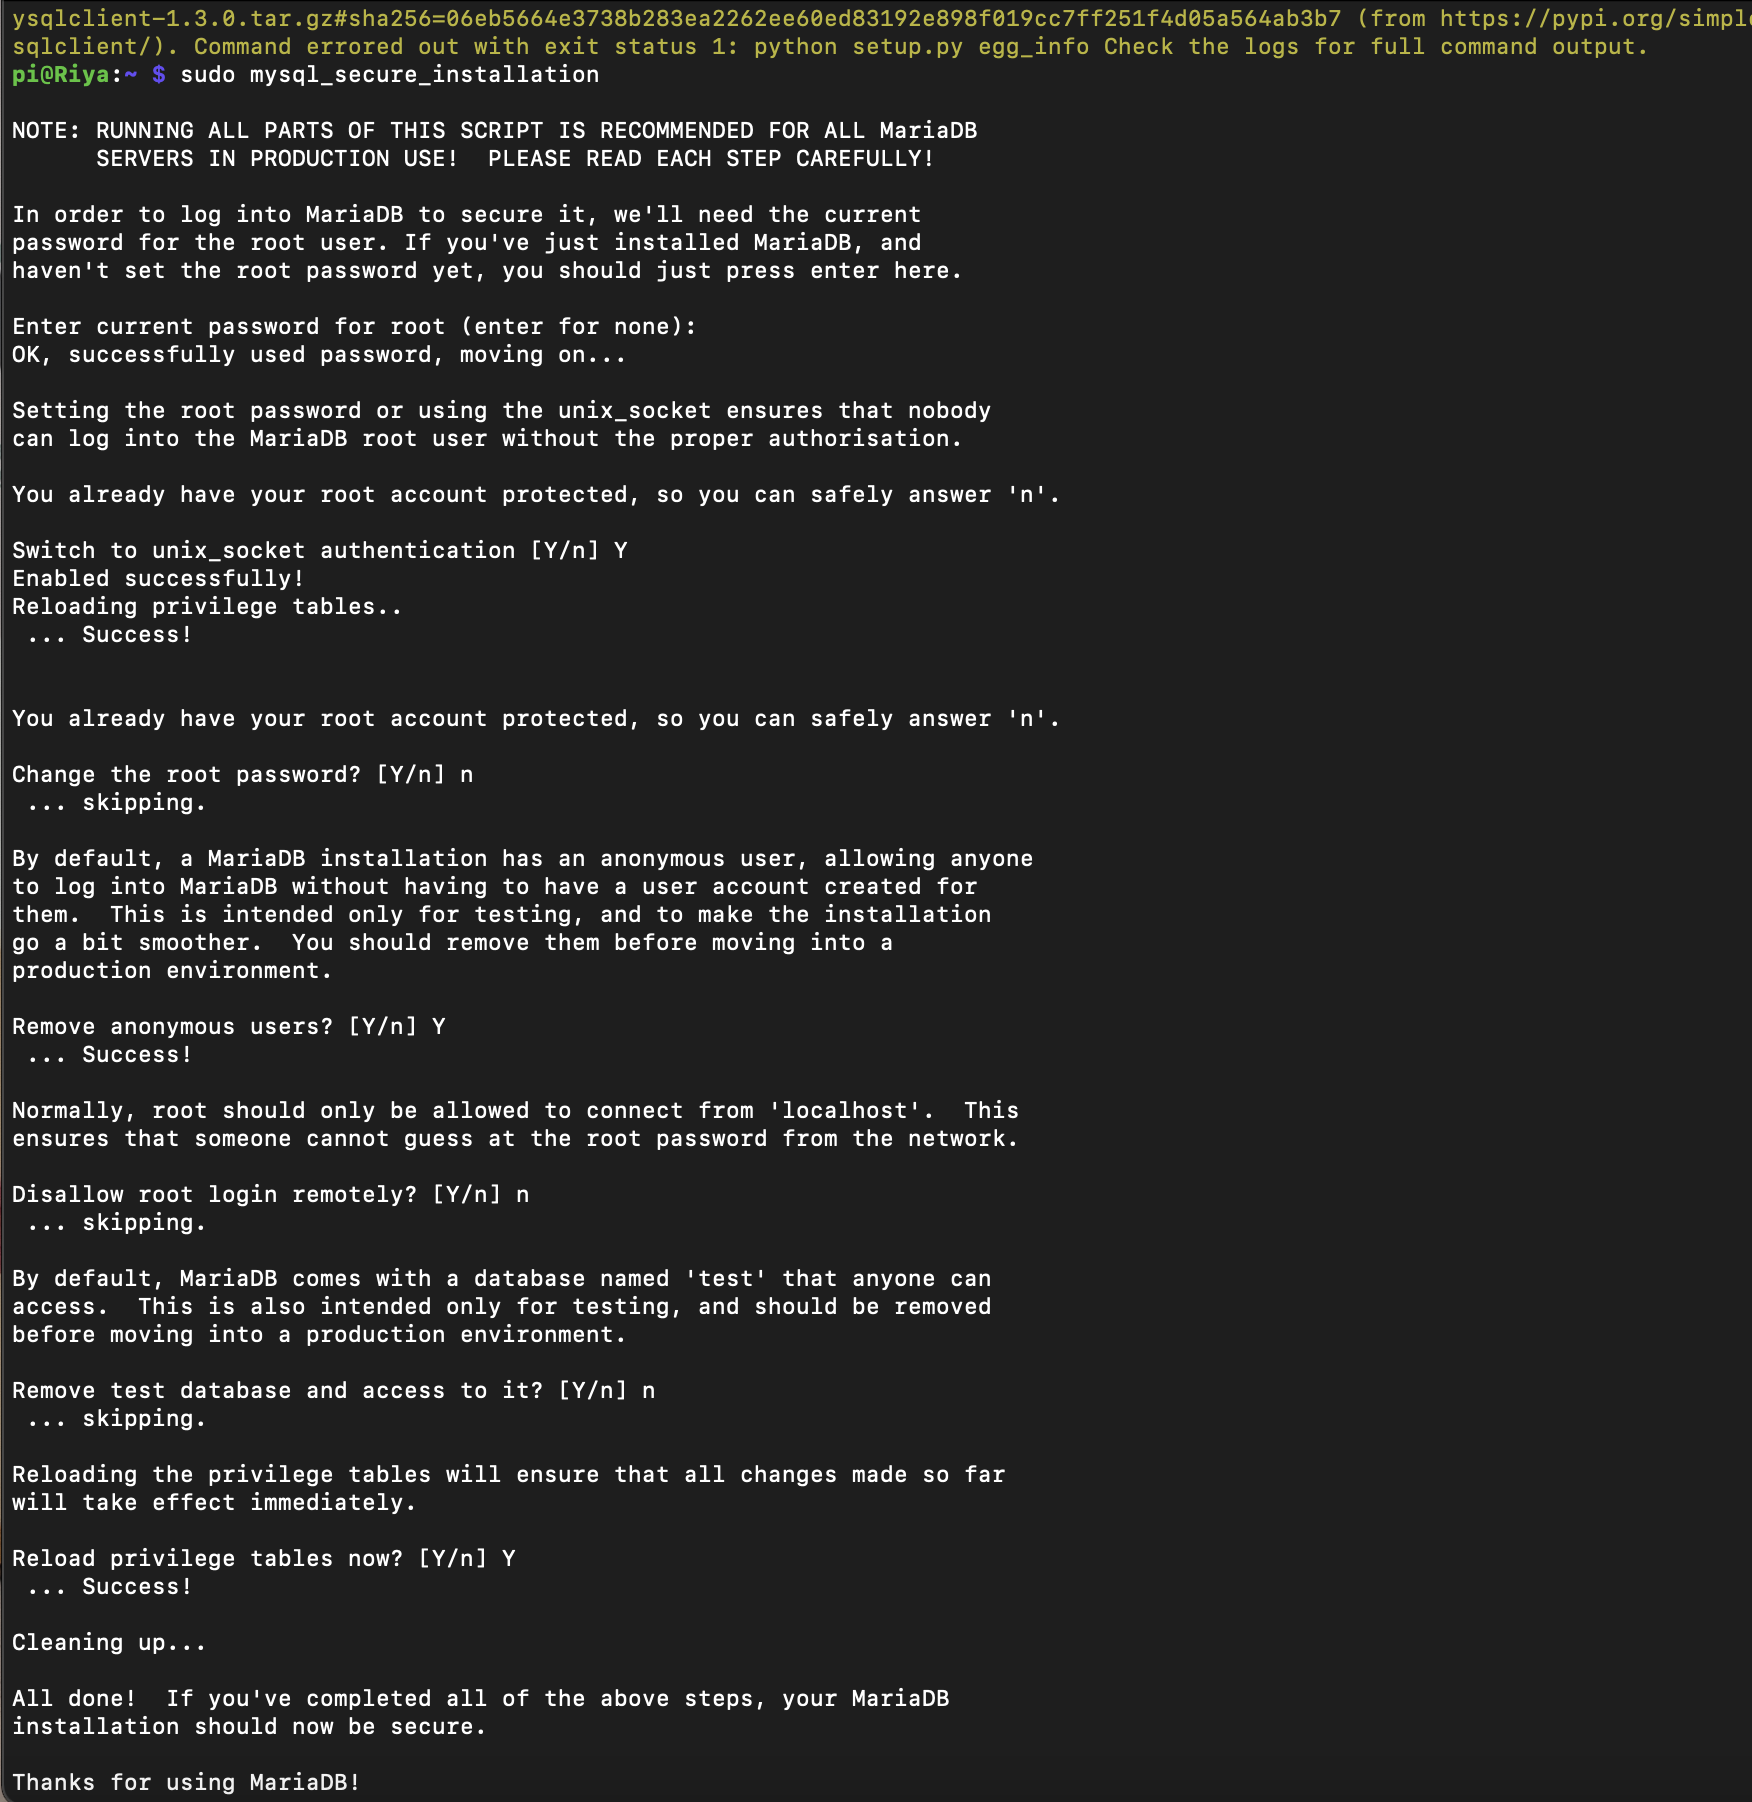 ysqlclient-1.3.0.tar.gz#sha256=06eb5664e3738b283ea2262ee60ed83192e898f019cc7ff251f4d05a564ab3b7 (from https://pypi.org/simple
sqlclient/). Command errored out with exit status 1: python setup.py egg_info Check the logs for full command output.
pi@Riya:~ $ sudo mysql_secure_installation
NOTE: RUNNING ALL PARTS OF THIS SCRIPT IS RECOMMENDED FOR ALL MariaDB
SERVERS IN PRODUCTION USE!  PLEASE READ EACH STEP CAREFULLY!
In order to log into MariaDB to secure it, we'll need the current
password for the root user. If you've just installed MariaDB, and
haven't set the root password yet, you should just press enter here.
Enter current password for root (enter for none):
OK, successfully used password, moving on...
Setting the root password or using the unix_socket ensures that nobody
can log into the MariaDB root user without the proper authorisation.
You already have your root account protected, so you can safely answer 'n'.
Switch to unix_socket authentication [Y/n] Y
Enabled successfully!
Reloading privilege tables..
... Success!
You already have your root account protected, so you can safely answer 'n'.
Change the root password? [Y/n] n
... skipping.
By default, a MariaDB installation has an anonymous user, allowing anyone
to log into MariaDB without having to have a user account created for
them.  This is intended only for testing, and to make the installation
go a bit smoother.  You should remove them before moving into a
production environment.
Remove anonymous users? [Y/n] Y
... Success!
Normally, root should only be allowed to connect from 'localhost'.  This
ensures that someone cannot guess at the root password from the network.
Disallow root login remotely? [Y/n] n
... skipping.
By default, MariaDB comes with a database named 'test' that anyone can
access.  This is also intended only for testing, and should be removed
before moving into a production environment.
Remove test database and access to it? [Y/n] n
... skipping.
Reloading the privilege tables will ensure that all changes made so far
will take effect immediately.
Reload privilege tables now? [Y/n] Y
... Success!
Cleaning up...
All done!  If you've completed all of the above steps, your MariaDB
installation should now be secure.
Thanks for using MariaDB!